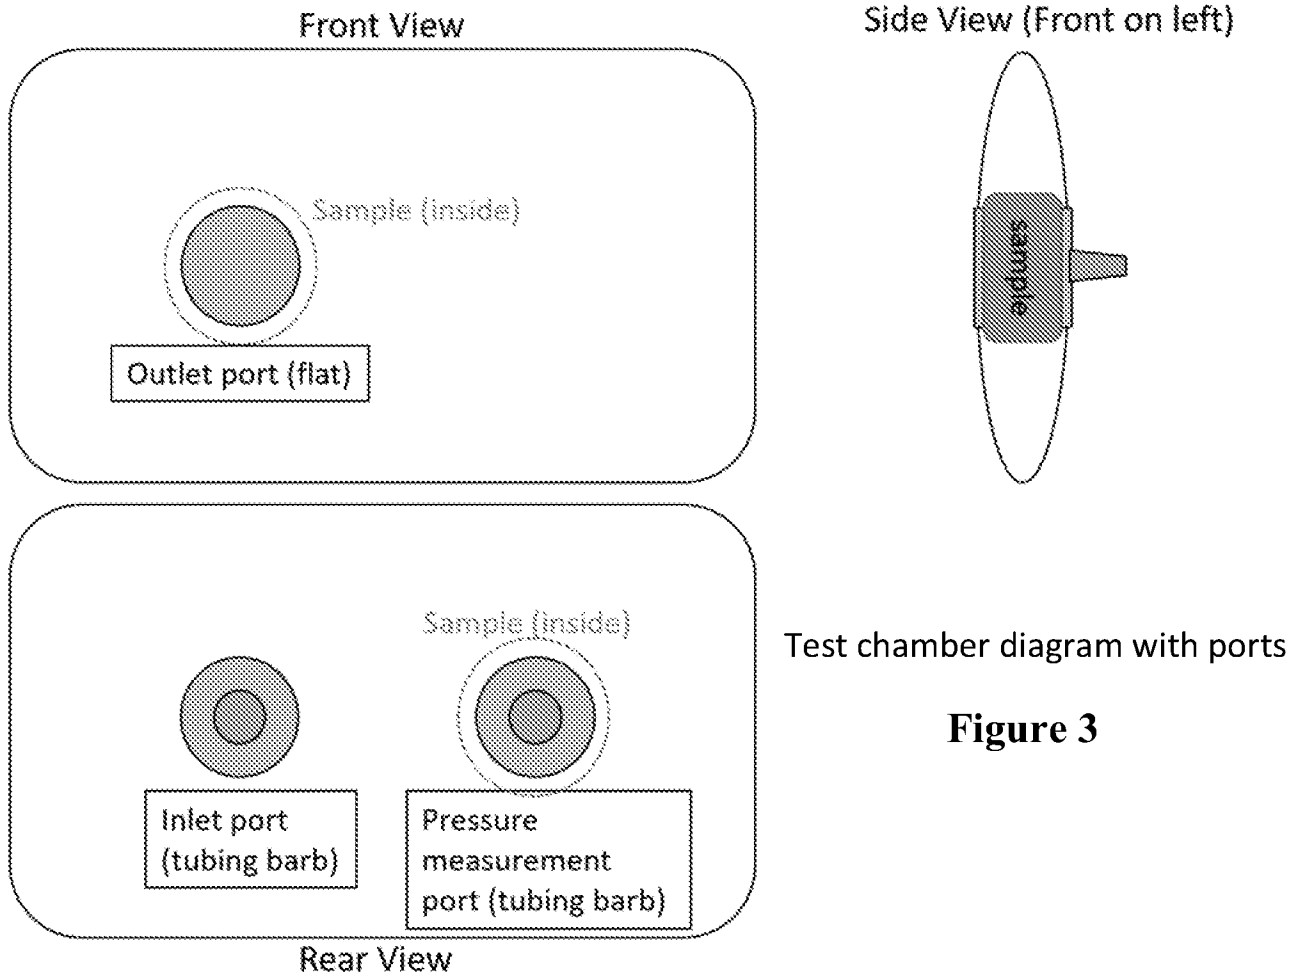 Front View
Side View (Front on left)
Sample (inside)
sample
Outlet port (flat)
Sample (inside)
Test chamber diagram with ports
Figure 3
Inlet port
(tubing barb)
Pressure
measurement
port (tubing barb)
Rear View